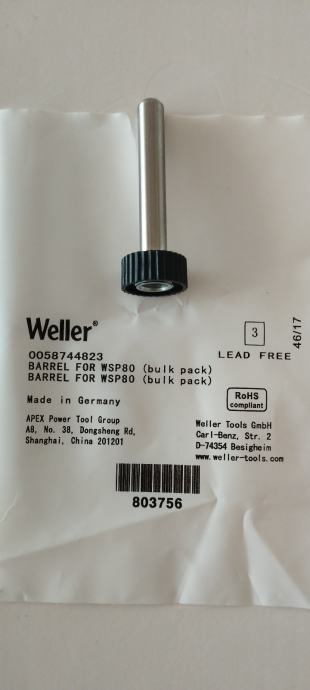 Weller®
3
46/17
0058744823
LEAD FREE
BARREL FOR WSP80 (bulk pack)
BARREL FOR WSP80 (bulk pack)
RoHS
compliant
Made in Germany
APEX Power Tool Group
A8, No. 38, Dongsheng Rd,
Shanghai, China 201201
Weller Tools GmbH
Carl-Benz, Str. 2
D-74354 Besigheim
www.weller-tools.com
803756